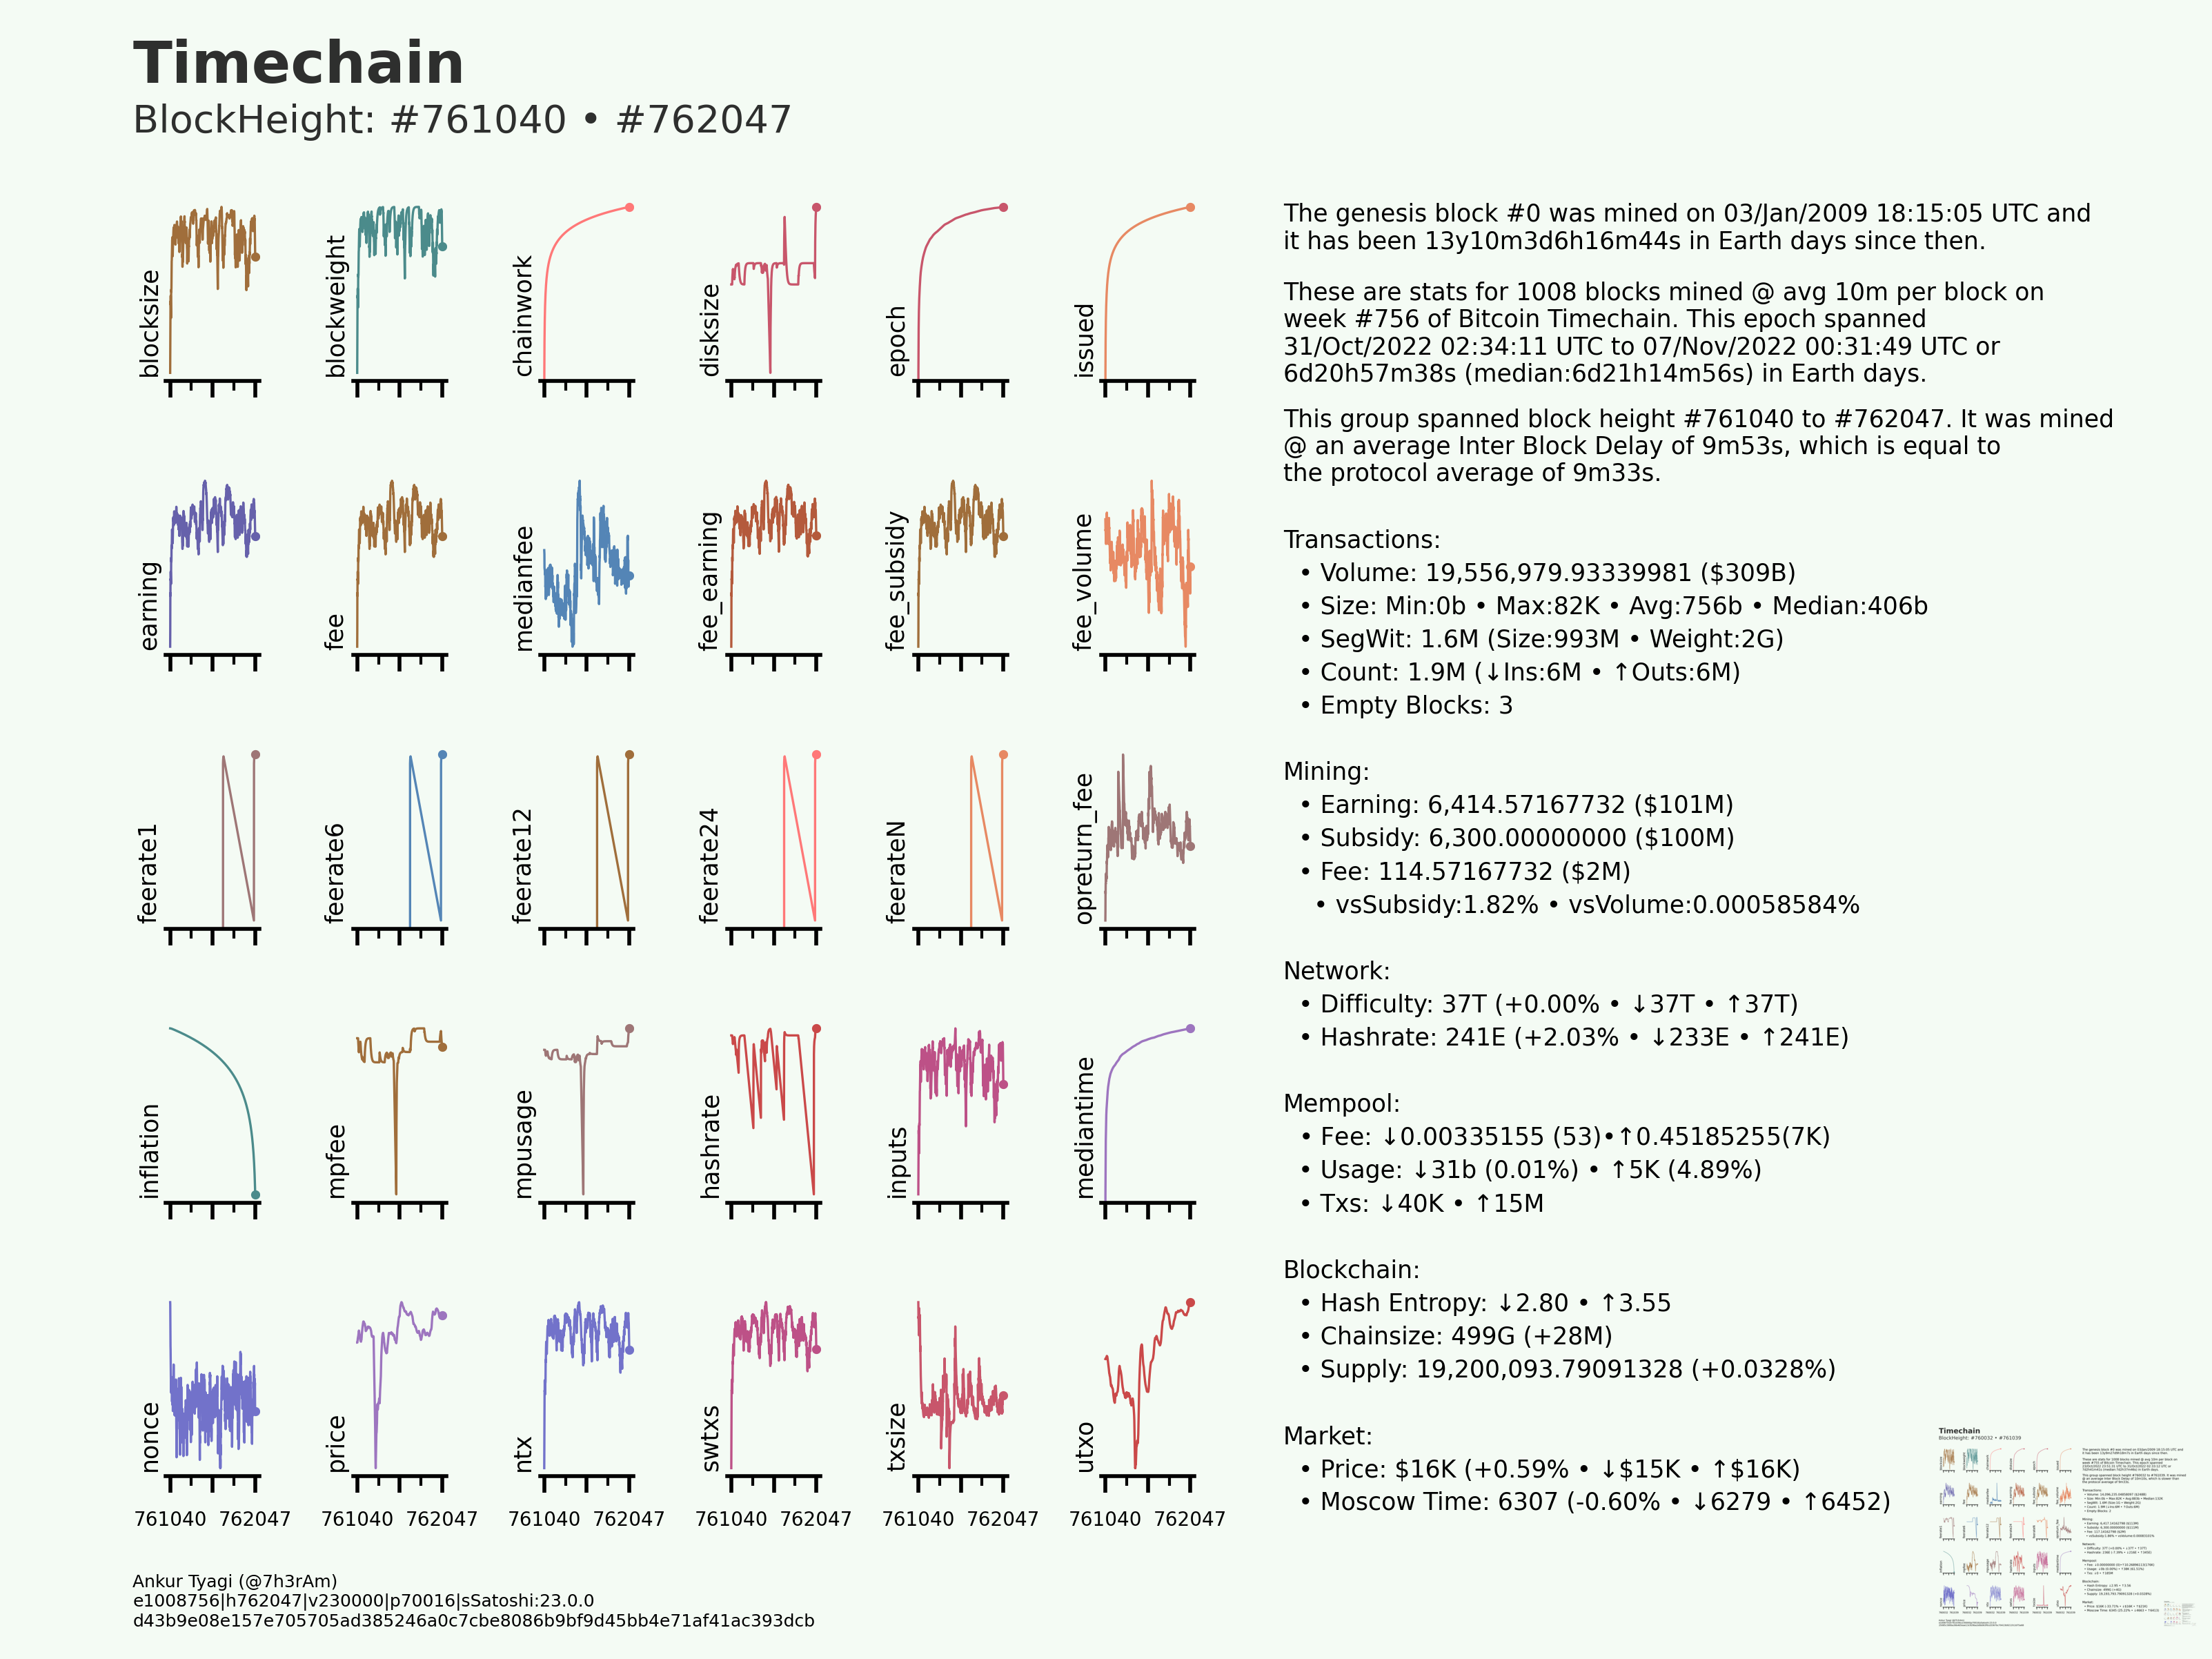 Timechain
BlockHeight: #761040 • #762047
blocksize
blockweight
chainwork
disksize
epoch
issued
earning
fee
medianfee
fee_earning
fee_subsidy
fee_volume
feerate1
feerate6
feerate12
feerate24
feerateN
opreturn_fee
inflation
mpfee
mpusage
hashrate
inputs
mediantime
nonce
price
ntx
swtxs
txsize
utxo
761040 762047
761040 762047
761040 762047
761040 762047
761040 762047
761040 762047
The genesis block #0 was mined on 03/Jan/2009 18:15:05 UTC and
it has been 13y10m3d6h16m44s in Earth days since then.
These are stats for 1008 blocks mined @ avg 10m per block on
week #756 of Bitcoin Timechain. This epoch spanned
31/Oct/2022 02:34:11 UTC to 07/Nov/2022 00:31:49 UTC or
6d20h57m38s (median:6d21h14m56s) in Earth days.
This group spanned block height #761040 to #762047. It was mined
@ an average Inter Block Delay of 9m53s, which is equal to
the protocol average of 9m33s.
Transactions:
• Volume: 19,556,979.93339981 ($309B)
• Size: Min:0b • Max:82K • Avg:756b • Median:406b
• SegWit: 1.6M (Size:993M • Weight:2G)
• Count: 1.9M (↓Ins:6M • ↑Outs:6M)
• Empty Blocks: 3
Mining:
• Earning: 6,414.57167732 ($101M)
• Subsidy: 6,300.00000000 ($100M)
• Fee: 114.57167732 ($2M)
• vsSubsidy:1.82% • vsVolume:0.00058584%
Network:
• Difficulty: 37T (+0.00% • ↓37T • ↑37T)
• Hashrate: 241E (+2.03% • ↓233E • ↑241E)
Mempool:
• Fee: ↓0.00335155 (53)•↑0.45185255(7K)
• Usage: ↓31b (0.01%) • ↑5K (4.89%)
• Txs: ↓40K • ↑15M
Blockchain:
• Hash Entropy: ↓2.80 • ↑3.55
• Chainsize: 499G (+28M)
• Supply: 19,200,093.79091328 (+0.0328%)
Market:
• Price: $16K (+0.59% • ↓$15K • ↑$16K)
• Moscow Time: 6307 (-0.60% • ↓6279 • ↑6452)
Ankur Tyagi (@7h3rAm)
e1008756|h762047|v230000|p70016|sSatoshi:23.0.0
d43b9e08e157e705705ad385246a0c7cbe8086b9bf9d45bb4e71af41ac393dcb
Timechain
BlockHeight: #760032 • #761039